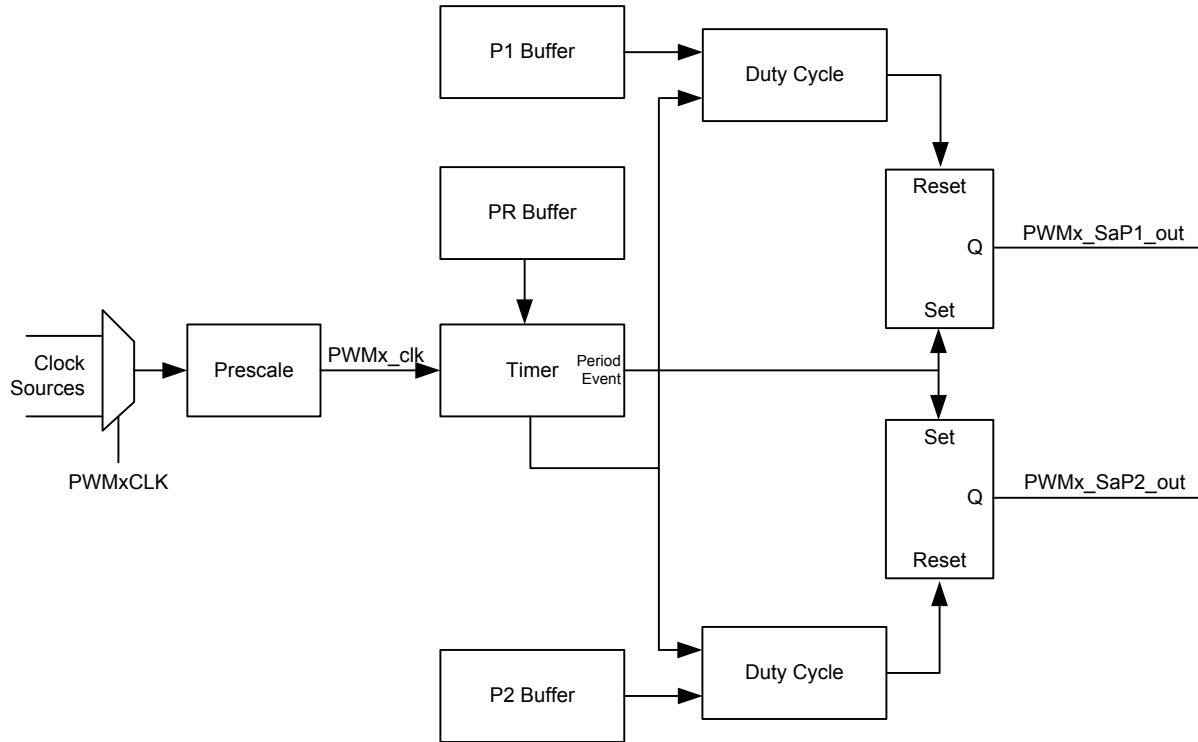 P1 Buffer
Duty Cycle
Reset
Q
Set
PWMx_SaP1_out
PR Buffer
Clock
Sources
PWMxCLK
Prescale
PWMx_clk
Timer
Period
Event
Set
Q
Reset
PWMx_SaP2_out
P2 Buffer
Duty Cycle